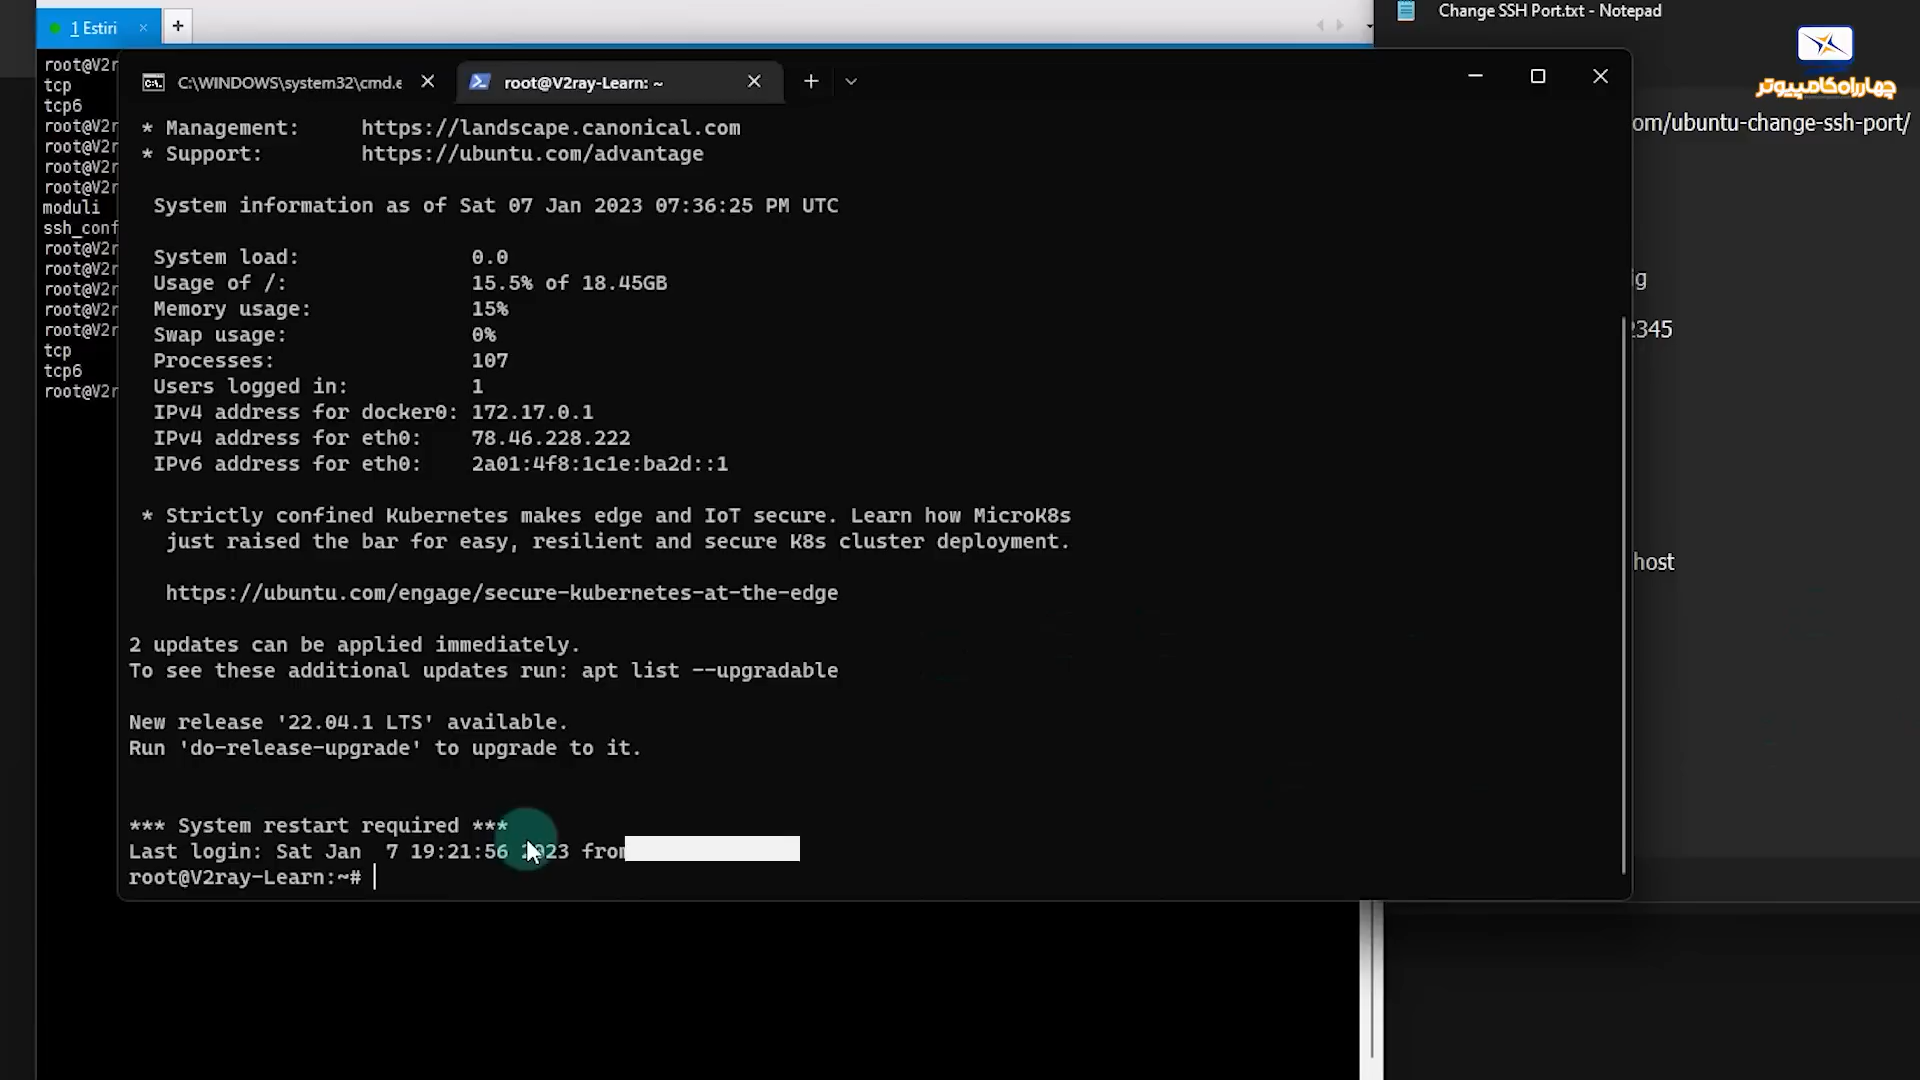 1 Estiri
Change SSH Port.txt - Notepad
چهارراه کامپیوتر
om/ubuntu-change-ssh-port/
ig
2345
host
root@V2r
tcp
tcp6
root@V2r
root@V2r
root@V2r
root@V2r
moduli
ssh_conf
root@V2r
root@V2r
root@V2r
root@V2r
root@V2r
tcp
tcp6
root@V2r
C:\WINDOWS\system32\cmd.e
root@V2ray-Learn: ~
* Management: https://landscape.canonical.com
* Support: https://ubuntu.com/advantage
System information as of Sat 07 Jan 2023 07:36:25 PM UTC
System load: 0.0
Usage of /: 15.5% of 18.45GB
Memory usage: 15%
Swap usage: 0%
Processes: 107
Users logged in: 1
IPv4 address for docker0: 172.17.0.1
IPv4 address for eth0: 78.46.228.222
IPv6 address for eth0: 2a01:4f8:1c1e:ba2d::1
* Strictly confined Kubernetes makes edge and IoT secure. Learn how MicroK8s
just raised the bar for easy, resilient and secure K8s cluster deployment.
https://ubuntu.com/engage/secure-kubernetes-at-the-edge
2 updates can be applied immediately.
To see these additional updates run: apt list --upgradable
New release '22.04.1 LTS' available.
Run 'do-release-upgrade' to upgrade to it.
*** System restart required ***
Last login: Sat Jan 7 19:21:56 2023 from
root@V2ray-Learn:~#